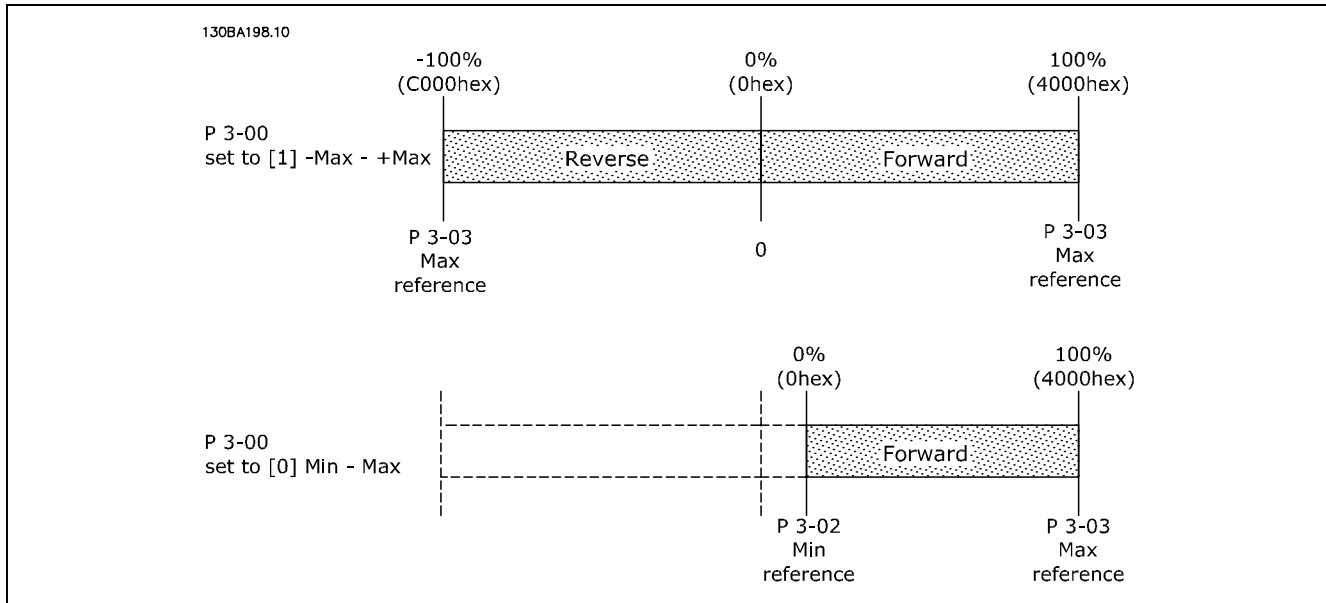 130BA198.10
-100%
(C000hex)
0%
(0hex)
100%
(4000hex)
P 3-00
set to [1] -Max - +Max
Reverse
Forward
P 3-03
Max
reference
0
P 3-03
Max
reference
0%
(0hex)
100%
(4000hex)
P 3-00
set to [0] Min - Max
Forward
P 3-02
Min
reference
P 3-03
Max
reference